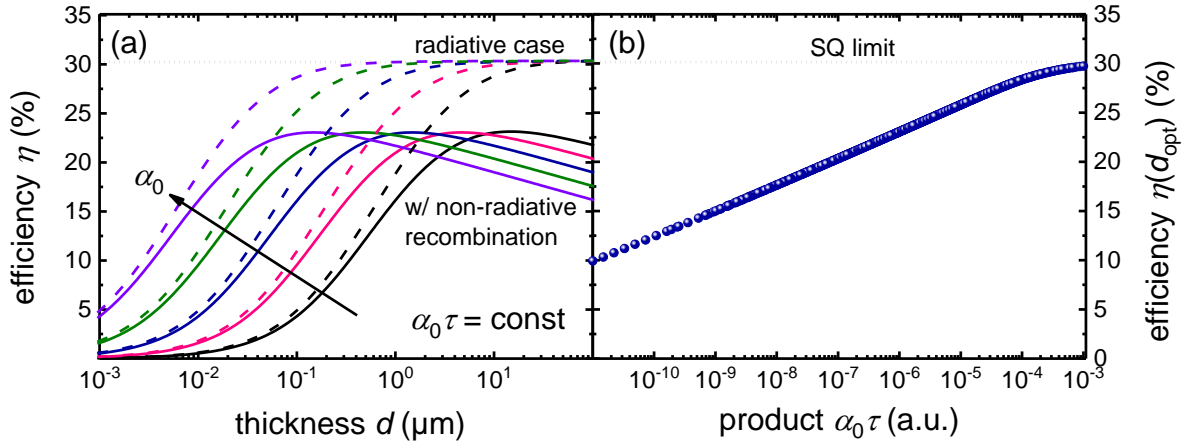 (a)
radiative case
α₀
w/ non-radiative
recombination
α₀τ = const
efficiency η (%)
35
30
25
20
15
10
5
10⁻³
10⁻²
10⁻¹
10⁰
10¹
thickness d (µm)
(b)
SQ limit
10⁻¹⁰
10⁻⁹
10⁻⁸
10⁻⁷
10⁻⁶
10⁻⁵
10⁻⁴
10⁻³
product α₀τ (a.u.)
35
30
25
20
15
10
5
0
efficiency η(d_opt) (%)